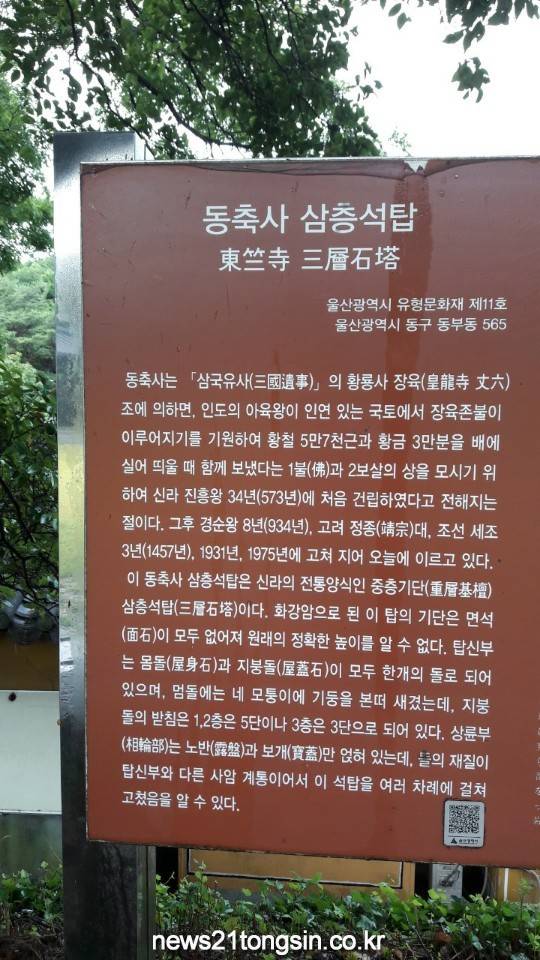 동축사 삼층석탑
東竺寺 三層石塔
울산광역시 유형문화재 제11호
울산광역시 동구 동부동 565
동축사는 「삼국유사(三國遺事)」의 황룡사 장육(皇龍寺 丈六)
조에 의하면, 인도의 아육왕이 인연 있는 국토에서 장육존불이
이루어지기를 기원하여 황철 5만7천근과 황금 3만분을 배에
실어 띄울 때 함께 보냈다는 1불(佛)과 2보살의 상을 모시기 위
하여 신라 진흥왕 34년(573년)에 처음 건립하였다고 전해지는
절이다. 그후 경순왕 8년(934년), 고려 정종(靖宗)대, 조선 세조
3년(1457년), 1931년, 1975년에 고쳐 지어 오늘에 이르고 있다.
이 동축사 삼층석탑은 신라의 전통양식인 중층기단(重層基檀)
삼층석탑(三層石塔)이다. 화강암으로 된 이 탑의 기단은 면석
(面石)이 모두 없어져 원래의 정확한 높이를 알 수 없다. 탑신부
는 몸돌(屋身石)과 지붕돌(屋蓋石)이 모두 한개의 돌로 되어
있으며, 멈돌에는 네 모퉁이에 기둥을 본떠 새겼는데, 지붕
돌의 받침은 1,2층은 5단이나 3층은 3단으로 되어 있다. 상륜부
(相輪部)는 노반(露盤)과 보개(寶蓋)만 얹혀 있는데, 돌의 재질이
탑신부와 다른 사암 계통이어서 이 석탑을 여러 차례에 걸쳐
고쳤음을 알 수 있다.
news21tongsin.co.kr